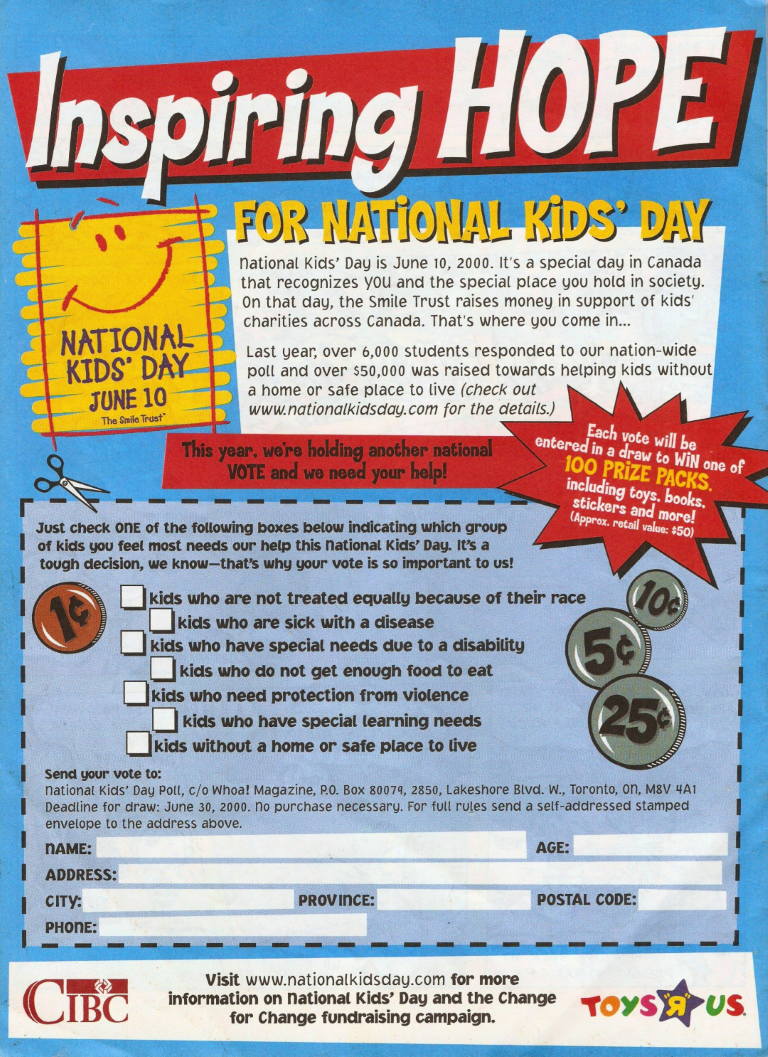 Inspiring HOPE
FOR NATIONAL KIDS' DAY
National Kids' Day is June 10, 2000. It's a special day in Canada
that recognizes YOU and the special place you hold in society.
On that day, the Smile Trust raises money in support of kids'
charities across Canada. That's where you come in...
Last year, over 6,000 students responded to our nation-wide
poll and over $50,000 was raised towards helping kids without
a home or safe place to live (check out
www.nationalkidsday.com for the details.)
NATIONAL
KIDS' DAY
JUNE 10
The Smile Trust™
This year, we're holding another national
VOTE and we need your help!
Each vote will be
entered in a draw to WIN one of
100 PRIZE PACKS,
including toys, books,
stickers and more!
(Approx. retail value: $50)
Just check ONE of the following boxes below indicating which group
of kids you feel most needs our help this National Kids' Day. It's a
tough decision, we know—that's why your vote is so important to us!
1¢
10¢
5¢
25¢
kids who are not treated equally because of their race
kids who are sick with a disease
kids who have special needs due to a disability
kids who do not get enough food to eat
kids who need protection from violence
kids who have special learning needs
kids without a home or safe place to live
Send your vote to:
National Kids' Day Poll, c/o Whoa! Magazine, P.O. Box 80074, 2850, Lakeshore Blvd. W., Toronto, ON, M8V 4A1
Deadline for draw: June 30, 2000. No purchase necessary. For full rules send a self-addressed stamped
envelope to the address above.
NAME: AGE:
ADDRESS:
CITY: PROVINCE: POSTAL CODE:
PHONE:
CIBC
Visit www.nationalkidsday.com for more
information on National Kids' Day and the Change
for Change fundraising campaign.
TOYS "R" US.